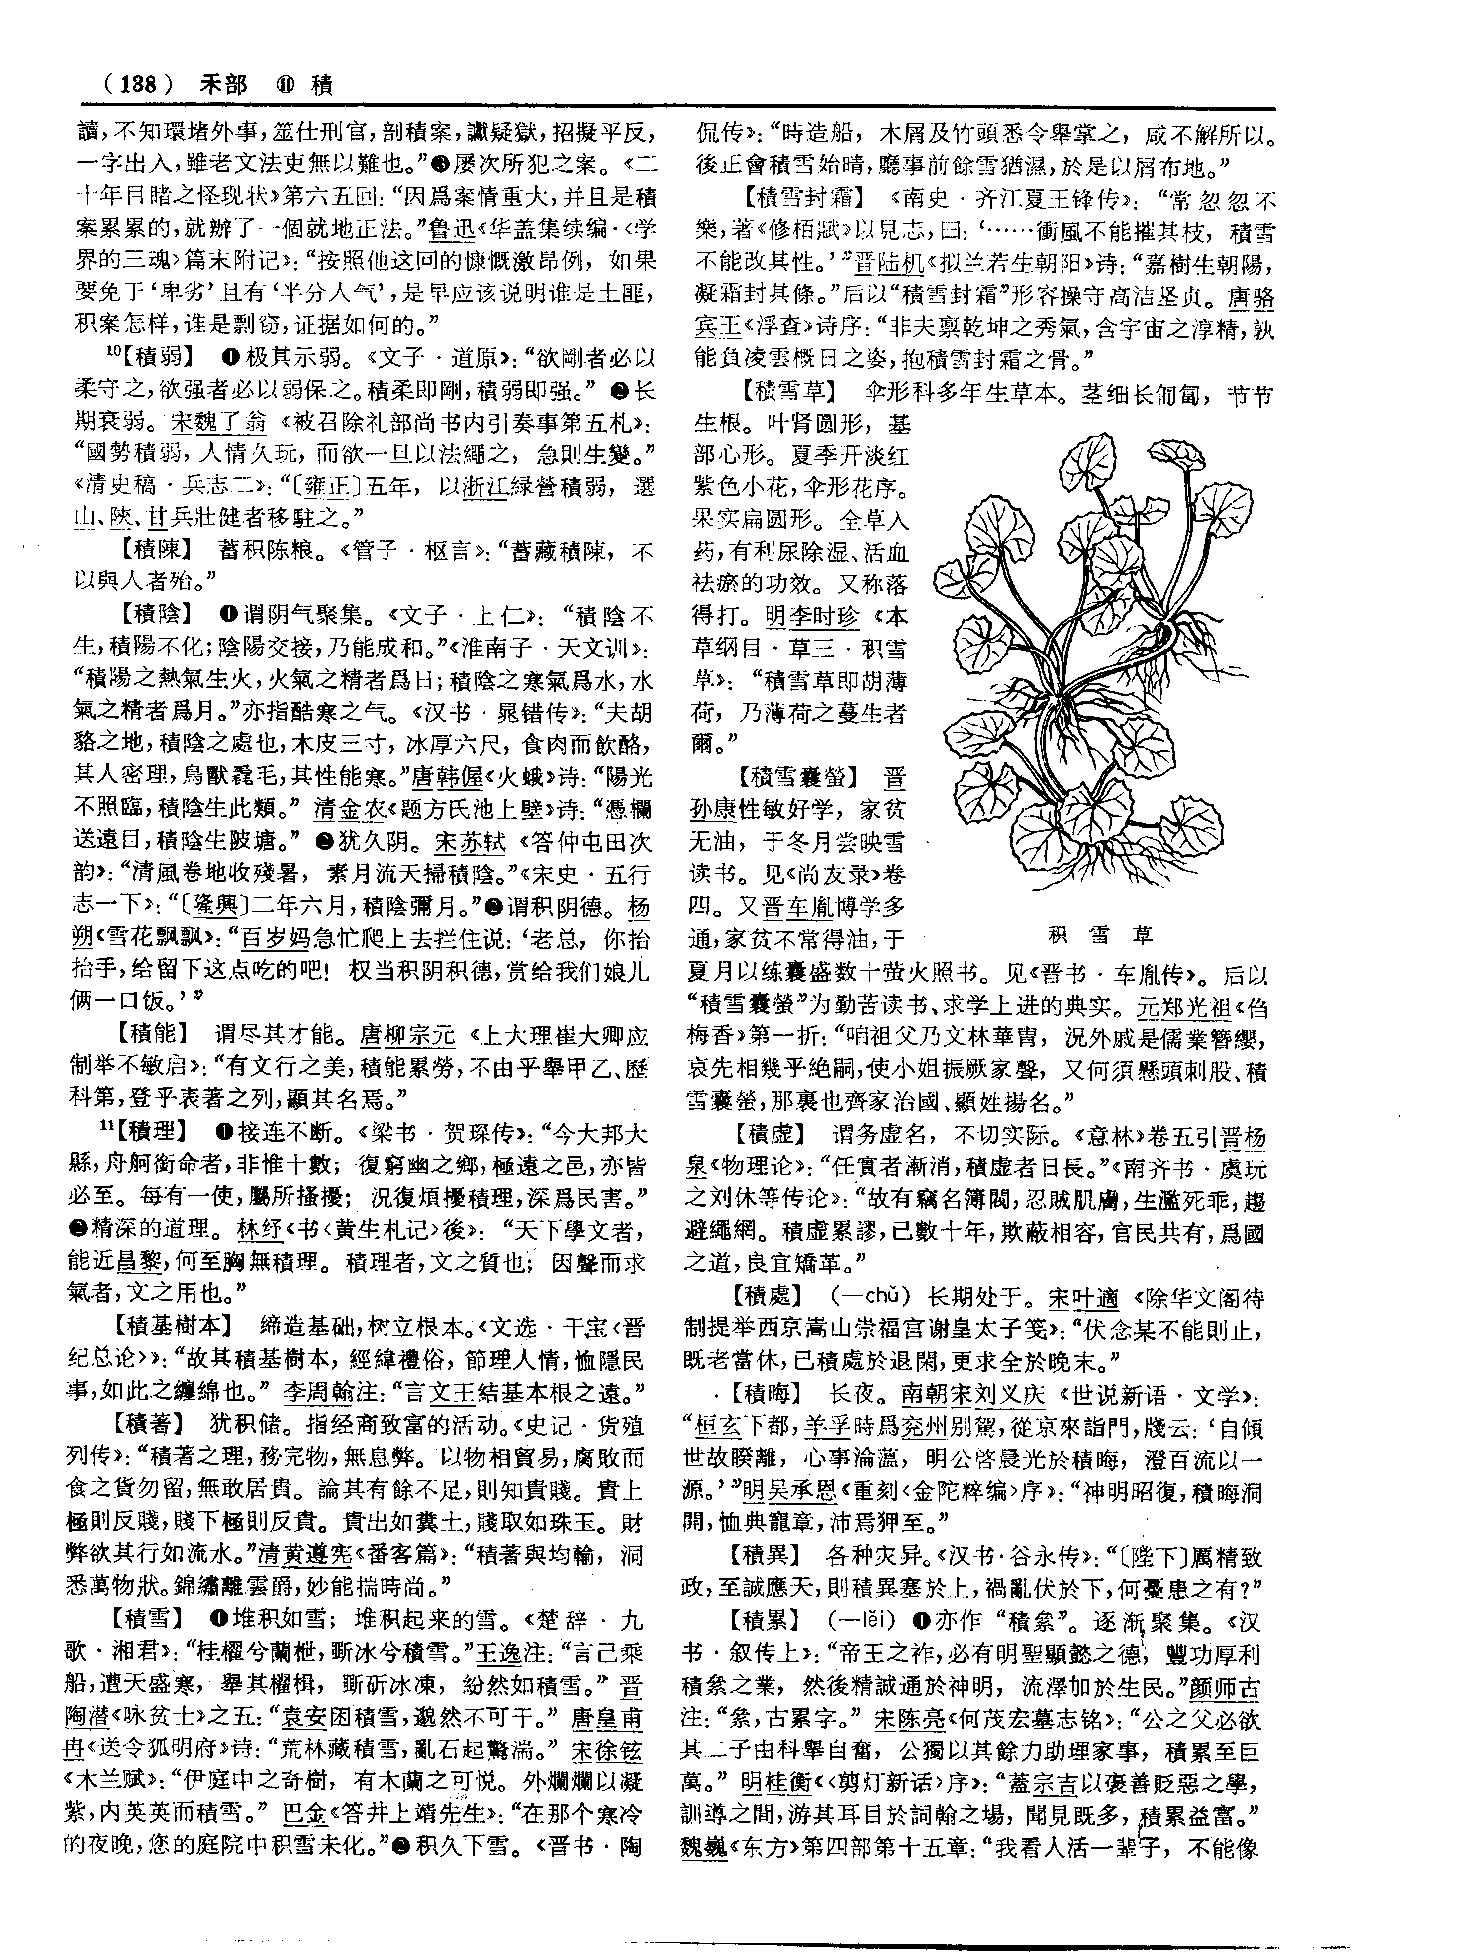 （138） 禾部 ⑪ 積
讀，不知環堵外事，筮仕刑官，剖積案，讞疑獄，招擬平反，
一字出入，雖老文法吏無以難也。”❸屡次所犯之案。《二
十年目睹之怪现状》第六五回：“因爲案情重大，并且是積
案累累的，就辦了一個就地正法。”鲁迅《华盖集续编·〈学
界的三魂〉篇末附记》：“按照他这回的慷慨激昂例，如果
要免于‘卑劣’且有‘半分人气’，是早应该说明谁是土匪，
积案怎样，谁是剽窃，证据如何的。”
¹⁰【積弱】 ❶极其示弱。《文子·道原》：“欲剛者必以
柔守之，欲强者必以弱保之。積柔即剛，積弱即强。” ❷长
期衰弱。宋魏了翁《被召除礼部尚书内引奏事第五札》：
“國勢積弱，人情久玩，而欲一旦以法繩之，急則生變。”
《清史稿·兵志二》：“〔雍正〕五年，以浙江緑營積弱，選
山、陝、甘兵壯健者移駐之。”
【積陳】 蓄积陈粮。《管子·枢言》：“蓄藏積陳，不
以與人者殆。”
【積陰】 ❶谓阴气聚集。《文子·上仁》：“積陰不
生，積陽不化；陰陽交接，乃能成和。”《淮南子·天文训》：
“積陽之熱氣生火，火氣之精者爲日；積陰之寒氣爲水，水
氣之精者爲月。”亦指酷寒之气。《汉书·晁错传》：“夫胡
貉之地，積陰之處也，木皮三寸，冰厚六尺，食肉而飲酪，
其人密理，鳥獸毳毛，其性能寒。”唐韩偓《火蛾》诗：“陽光
不照臨，積陰生此類。” 清金农《题方氏池上壁》诗：“憑欄
送遠目，積陰生陂塘。” ❷犹久阴。宋苏轼《答仲屯田次
韵》：“清風卷地收殘暑，素月流天掃積陰。”《宋史·五行
志一下》：“〔隆興〕二年六月，積陰彌月。”❸谓积阴德。杨
朔《雪花飘飘》：“百岁妈急忙爬上去拦住说：‘老总，你抬
抬手，给留下这点吃的吧！权当积阴积德，赏给我们娘儿
俩一口饭。’”
【積能】 谓尽其才能。唐柳宗元《上大理崔大卿应
制举不敏启》：“有文行之美，積能累勞，不由乎舉甲乙、歷
科第，登乎表著之列，顯其名焉。”
¹¹【積理】 ❶接连不断。《梁书·贺琛传》：“今大邦大
縣，舟舸銜命者，非惟十數；復窮幽之鄉，極遠之邑，亦皆
必至。每有一使，屬所搔擾；況復煩擾積理，深爲民害。”
❷精深的道理。林纾《书〈黄生札记〉後》：“天下學文者，
能近昌黎，何至胸無積理。積理者，文之質也；因聲而求
氣者，文之用也。”
【積基樹本】 缔造基础，树立根本。《文选·干宝〈晋
纪总论〉》：“故其積基樹本，經緯禮俗，節理人情，恤隱民
事，如此之纏绵也。” 李周翰注：“言文王结基本根之遠。”
【積著】 犹积储。指经商致富的活动。《史记·货殖
列传》：“積著之理，務完物，無息弊。以物相貿易，腐敗而
食之貨勿留，無敢居貴。論其有餘不足，則知貴賤。貴上
極則反賤，賤下極則反貴。貴出如糞土，賤取如珠玉。財
幣欲其行如流水。”清黄遵宪《番客篇》：“積著與均輸，洞
悉萬物狀。錦繡離雲爵，妙能揣時尚。”
【積雪】 ❶堆积如雪；堆积起来的雪。《楚辞·九
歌·湘君》：“桂櫂兮蘭枻，斲冰兮積雪。”王逸注：“言己乘
船，遭天盛寒，舉其櫂楫，斲斫冰凍，紛然如積雪。” 晋
陶潜《咏贫士》之五：“袁安困積雪，邈然不可干。” 唐皇甫
冉《送令狐明府》诗：“荒林藏積雪，亂石起驚湍。” 宋徐铉
《木兰赋》：“伊庭中之奇樹，有木蘭之可悦。外爛爛以凝
紫，内英英而積雪。” 巴金《答井上靖先生》：“在那个寒冷
的夜晚，您的庭院中积雪未化。”❷积久下雪。《晋书·陶
侃传》：“時造船，木屑及竹頭悉令舉掌之，咸不解所以。
後正會積雪始晴，廳事前餘雪猶濕，於是以屑布地。”
【積雪封霜】 《南史·齐江夏王锋传》：“常忽忽不
樂，著《修栢賦》以見志，曰：‘……衝風不能摧其枝，積雪
不能改其性。’”晋陆机《拟兰若生朝阳》诗：“嘉樹生朝陽，
凝霜封其條。”后以“積雪封霜”形容操守高洁坚贞。唐骆
宾王《浮查》诗序：“非夫禀乾坤之秀氣，含宇宙之淳精，孰
能負凌雲概日之姿，抱積雪封霜之骨。”
【積雪草】 伞形科多年生草本。茎细长匍匐，节节
生根。叶肾圆形，基
部心形。夏季开淡红
紫色小花，伞形花序。
果实扁圆形。全草入
药，有利尿除湿、活血
祛瘀的功效。又称落
得打。明李时珍《本
草纲目·草三·积雪
草》：“積雪草即胡薄
荷，乃薄荷之蔓生者
爾。”
【積雪囊螢】 晋
孙康性敏好学，家贫
无油，于冬月尝映雪
读书。见《尚友录》卷
四。又晋车胤博学多
通，家贫不常得油，于
积雪草
夏月以练囊盛数十萤火照书。见《晋书·车胤传》。后以
“積雪囊螢”为勤苦读书、求学上进的典实。元郑光祖《㑇
梅香》第一折：“咱祖父乃文林華胄，況外戚是儒業簪纓，
哀先相幾乎絶嗣，使小姐振厥家聲，又何須懸頭刺股、積
雪囊螢，那裏也齊家治國、顯姓揚名。”
【積虚】 谓务虚名，不切实际。《意林》卷五引晋杨
泉《物理论》：“任實者漸消，積虚者日長。”《南齐书·虞玩
之刘休等传论》：“故有竊名簿閥，忍賊肌膚，生濫死乖，趨
避繩網。積虚累謬，已數十年，欺蔽相容，官民共有，爲國
之道，良宜矯革。”
【積處】 （—chǔ）长期处于。宋叶適《除华文阁待
制提举西京嵩山崇福宫谢皇太子笺》：“伏念某不能則止，
既老當休，已積處於退閑，更求全於晚末。”
【積晦】 长夜。南朝宋刘义庆《世说新语·文学》：
“桓玄下都，羊孚時爲兖州别駕，從京來詣門，牋云：‘自頃
世故睽離，心事淪藴，明公啓晨光於積晦，澄百流以一
源。’”明吴承恩《重刻〈金陀粹编〉序》：“神明昭復，積晦洞
開，恤典寵章，沛焉狎至。”
【積異】 各种灾异。《汉书·谷永传》：“〔陛下〕厲精致
政，至誠應天，則積異塞於上，禍亂伏於下，何憂患之有？”
【積累】 （—lěi）❶亦作“積絫”。逐渐聚集。《汉
书·叙传上》：“帝王之祚，必有明聖顯懿之德，豐功厚利
積絫之業，然後精誠通於神明，流澤加於生民。”颜师古
注：“絫，古累字。” 宋陈亮《何茂宏墓志铭》：“公之父必欲
其二子由科舉自奮，公獨以其餘力助理家事，積累至巨
萬。” 明桂衡《〈剪灯新话〉序》：“蓋宗吉以褒善貶惡之學，
訓導之間，游其耳目於詞翰之場，聞見既多，積累益富。”
魏巍《东方》第四部第十五章：“我看人活一辈子，不能像